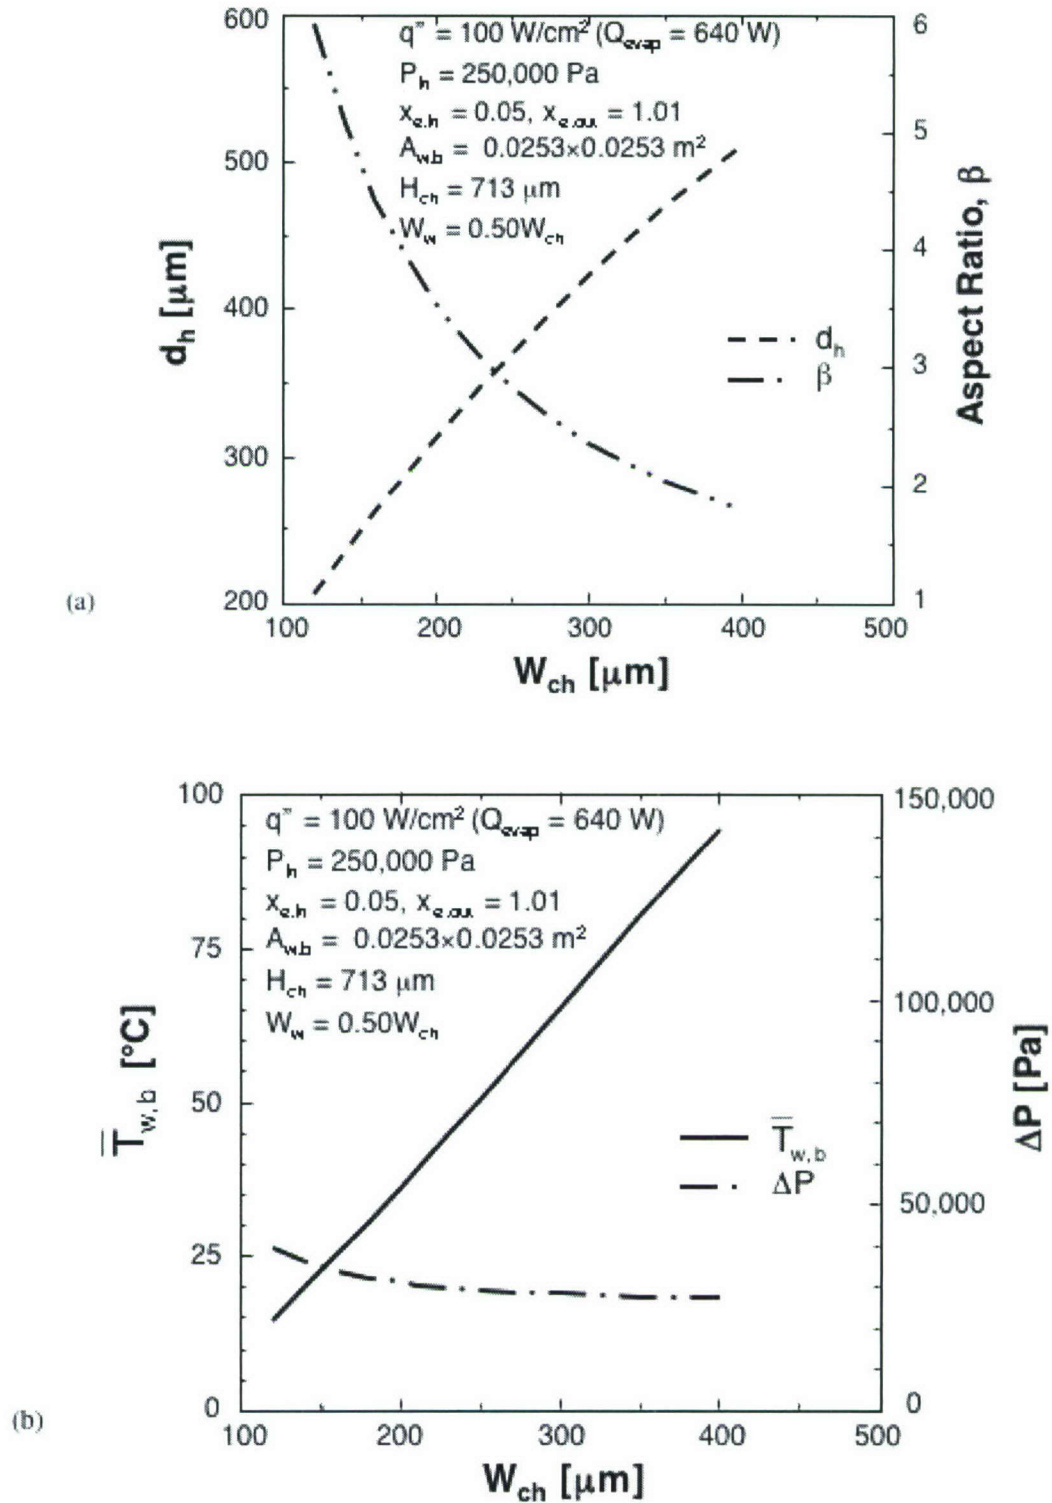 600
500
400
300
200
d_h [μm]
q" = 100 W/cm² (Q_evap = 640 W)
P_in = 250,000 Pa
x_e,in = 0.05, x_e,out = 1.01
A_w,b = 0.0253×0.0253 m²
H_ch = 713 μm
W_w = 0.50W_ch
d_h
β
6
5
4
3
2
1
Aspect Ratio, β
100 200 300 400 500
W_ch [μm]
(a)
100
75
50
25
0
T̿_w,b [°C]
q" = 100 W/cm² (Q_evap = 640 W)
P_in = 250,000 Pa
x_e,in = 0.05, x_e,out = 1.01
A_w,b = 0.0253×0.0253 m²
H_ch = 713 μm
W_w = 0.50W_ch
T̿_w,b
ΔP
150,000
100,000
50,000
0
ΔP [Pa]
100 200 300 400 500
W_ch [μm]
(b)